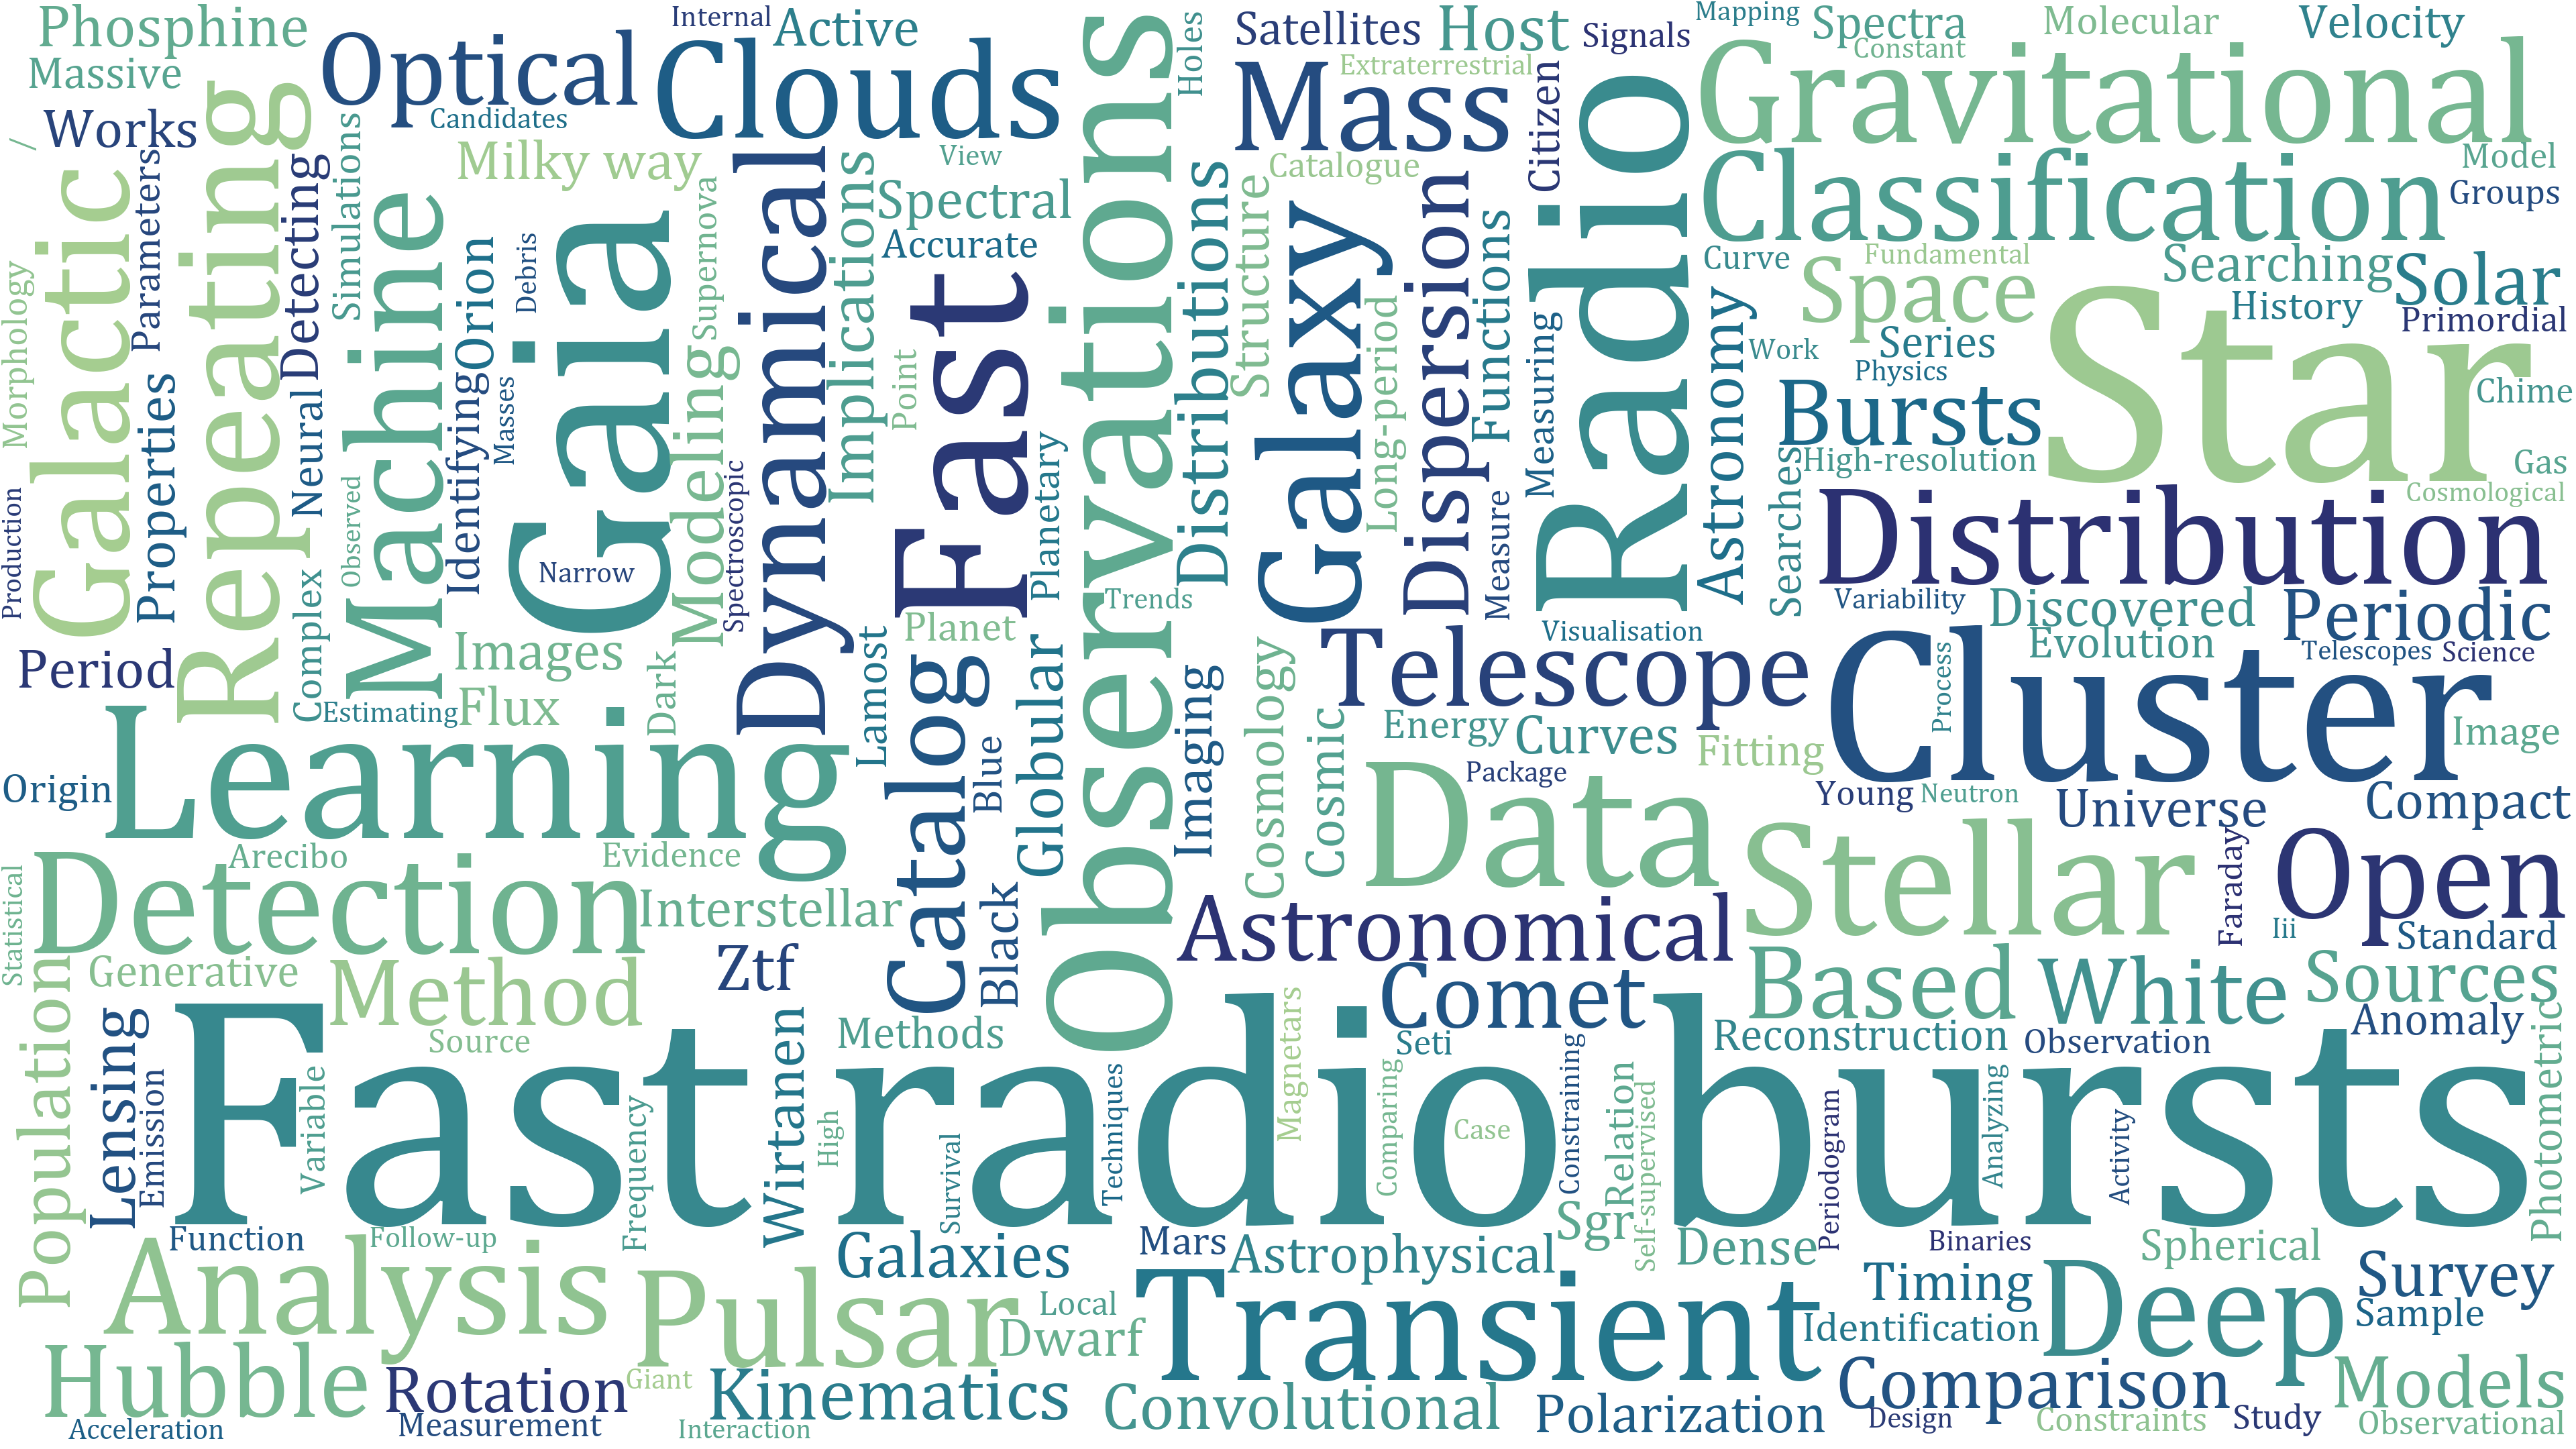 Phosphine
Internal
Active
Satellites
Host
Signals
Mapping
Spectra
Molecular
Velocity
Massive
Optical
Clouds
Holes
Mass
Extraterrestrial
Citizen
Constant
Gravitational
/
Works
Candidates
Milky way
View
Catalogue
Classification
Model
Groups
Parameters
Detecting
Simulations
Supernova
Dynamical
Implications
Spectral
Accurate
Observations
Distributions
Structure
Galaxy
Dispersion
Functions
Radio
Curve
Fundamental
Space
Searching
Solar
History
Primordial
Morphology
Galactic
Repeating
Machine
Orion
Debris
Gaia
Modeling
Point
Fast
Long-period
Measuring
Astronomy
Work
Series
Physics
Star
Chime
Properties
Neural
Identifying
Masses
Bursts
High-resolution
Gas
Cosmological
Production
Observed
Complex
Narrow
Spectroscopic
Planetary
Trends
Measure
Searches
Distribution
Variability
Discovered
Periodic
Period
Images
Planet
Visualisation
Evolution
Telescopes
Science
Estimating
Flux
Dark
Lamost
Catalog
Globular
Imaging
Cosmology
Cosmic
Telescope
Energy
Curves
Fitting
Cluster
Process
Image
Origin
Learning
Blue
Package
Data
Young
Neutron
Universe
Compact
Arecibo
Evidence
Statistical
Detection
Interstellar
Black
Astronomical
Stellar
Faraday
Open
Iii
Standard
Generative
Method
Ztf
Comet
Based
White
Sources
Population
Lensing
Source
Methods
Wirtanen
Magnetars
Seti
Reconstruction
Observation
Anomaly
Photometric
Emission
Variable
Fast radio bursts
Frequency
High
Survival
Techniques
Comparing
Case
Constraining
Relation
Self-supervised
Periodogram
Analyzing
Activity
Function
Follow-up
Galaxies
Mars
Astrophysical
Sgr
Dense
Binaries
Spherical
Analysis
Pulsar
Local
Dwarf
Transient
Timing
Identification
Deep
Survey
Sample
Hubble
Rotation
Giant
Kinematics
Convolutional
Polarization
Comparison
Models
Acceleration
Measurement
Interaction
Design
Constraints
Study
Observational